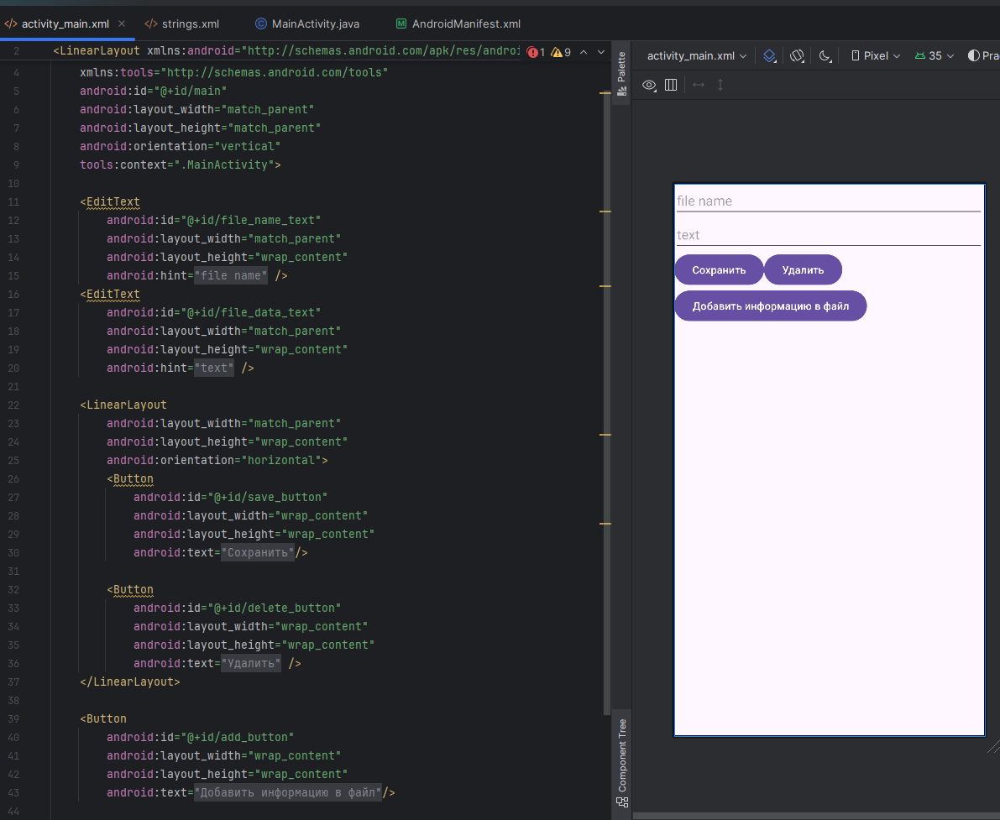 activity_main.xml
strings.xml
MainActivity.java
AndroidManifest.xml
2 <LinearLayout xmlns:android="http://schemas.android.com/apk/res/androi
1 9
4 xmlns:tools="http://schemas.android.com/tools"
5 android:id="@+id/main"
6 android:layout_width="match_parent"
7 android:layout_height="match_parent"
8 android:orientation="vertical"
9 tools:context=".MainActivity">
10
11 <EditText
12 android:id="@+id/file_name_text"
13 android:layout_width="match_parent"
14 android:layout_height="wrap_content"
15 android:hint="file name" />
16 <EditText
17 android:id="@+id/file_data_text"
18 android:layout_width="match_parent"
19 android:layout_height="wrap_content"
20 android:hint="text" />
21
22 <LinearLayout
23 android:layout_width="match_parent"
24 android:layout_height="wrap_content"
25 android:orientation="horizontal">
26 <Button
27 android:id="@+id/save_button"
28 android:layout_width="wrap_content"
29 android:layout_height="wrap_content"
30 android:text="Сохранить"/>
31
32 <Button
33 android:id="@+id/delete_button"
34 android:layout_width="wrap_content"
35 android:layout_height="wrap_content"
36 android:text="Удалить" />
37 </LinearLayout>
38
39 <Button
40 android:id="@+id/add_button"
41 android:layout_width="wrap_content"
42 android:layout_height="wrap_content"
43 android:text="Добавить информацию в файл"/>
44
Palette
Component Tree
activity_main.xml
Pixel
35
Pra
file name
text
Сохранить
Удалить
Добавить информацию в файл